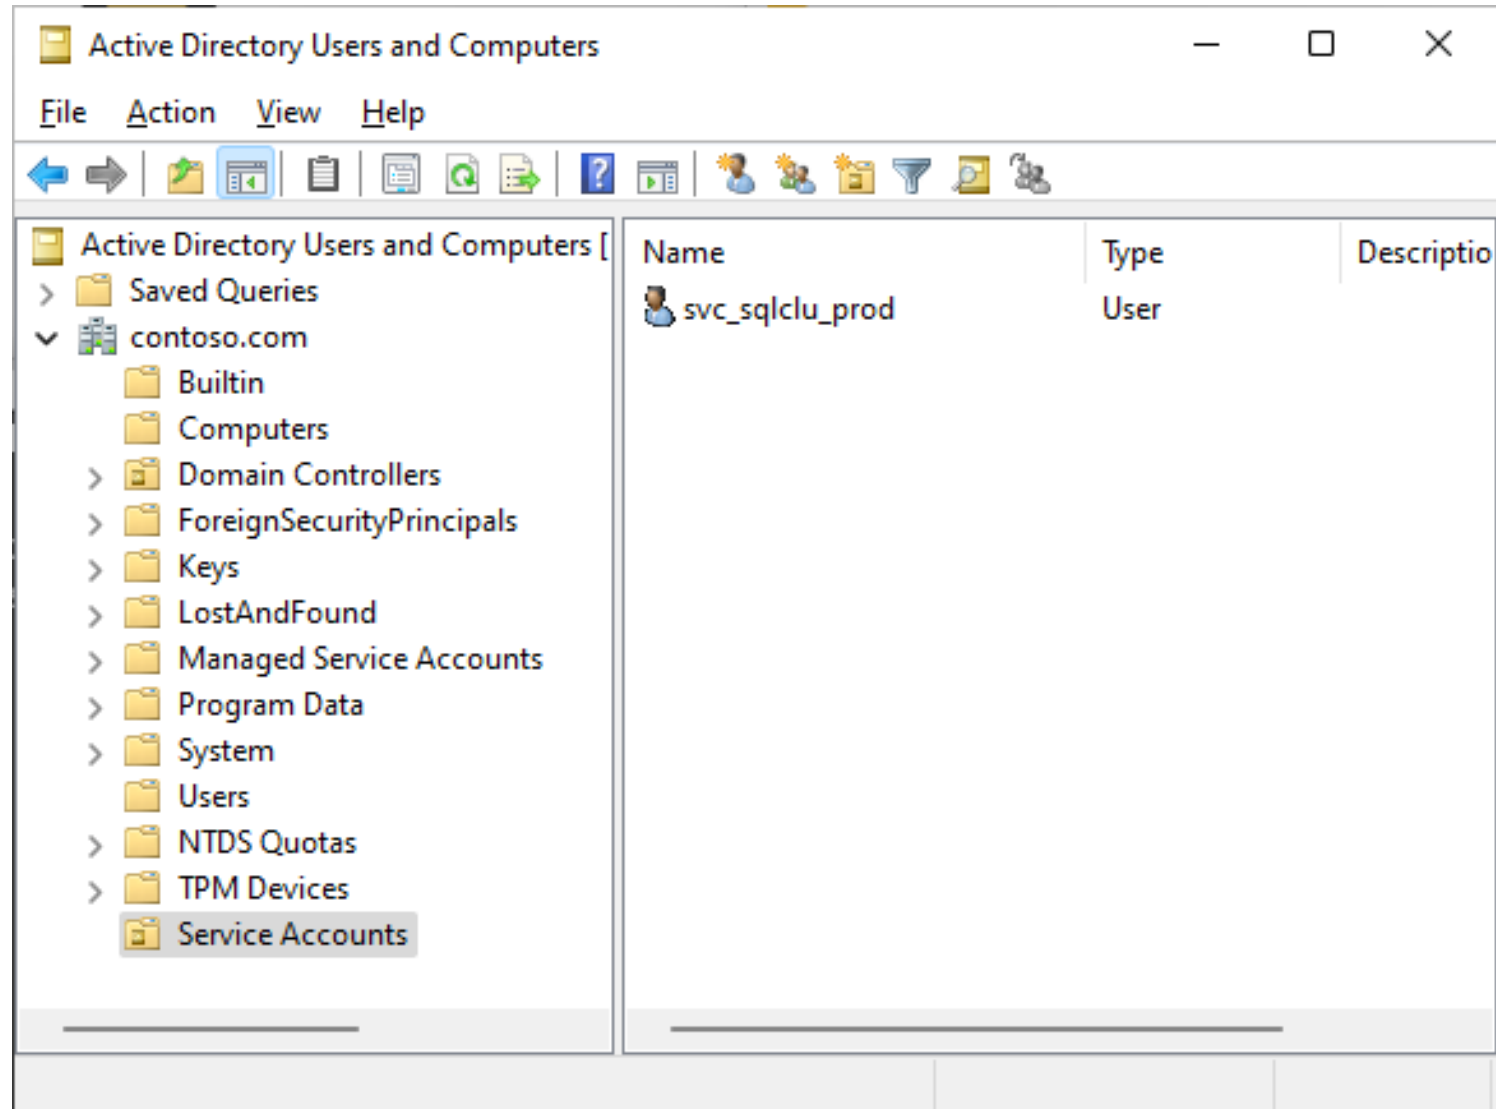 Active Directory Users and Computers
File Action View Help
Active Directory Users and Computers [
Saved Queries
contoso.com
Builtin
Computers
Domain Controllers
ForeignSecurityPrincipals
Keys
LostAndFound
Managed Service Accounts
Program Data
System
Users
NTDS Quotas
TPM Devices
Service Accounts
Name Type Descriptio
svc_sqlclu_prod User